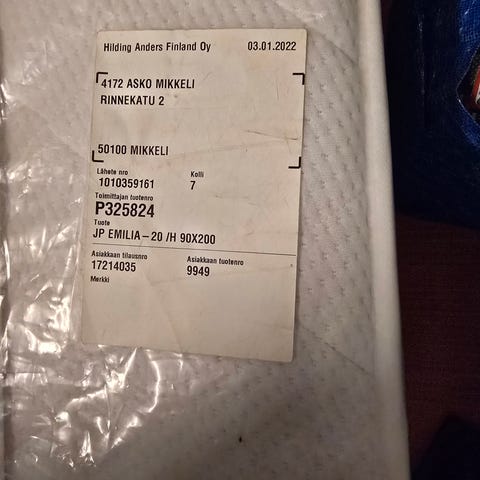 Hilding Anders Finland Oy 03.01.2022
4172 ASKO MIKKELI
RINNEKATU 2
50100 MIKKELI
Lähete nro Kolli
1010359161 7
Toimittajan tuotenro
P325824
Tuote
JP EMILIA-20 /H 90X200
Asiakkaan tilausnro Asiakkaan tuotenro
17214035 9949
Merkki